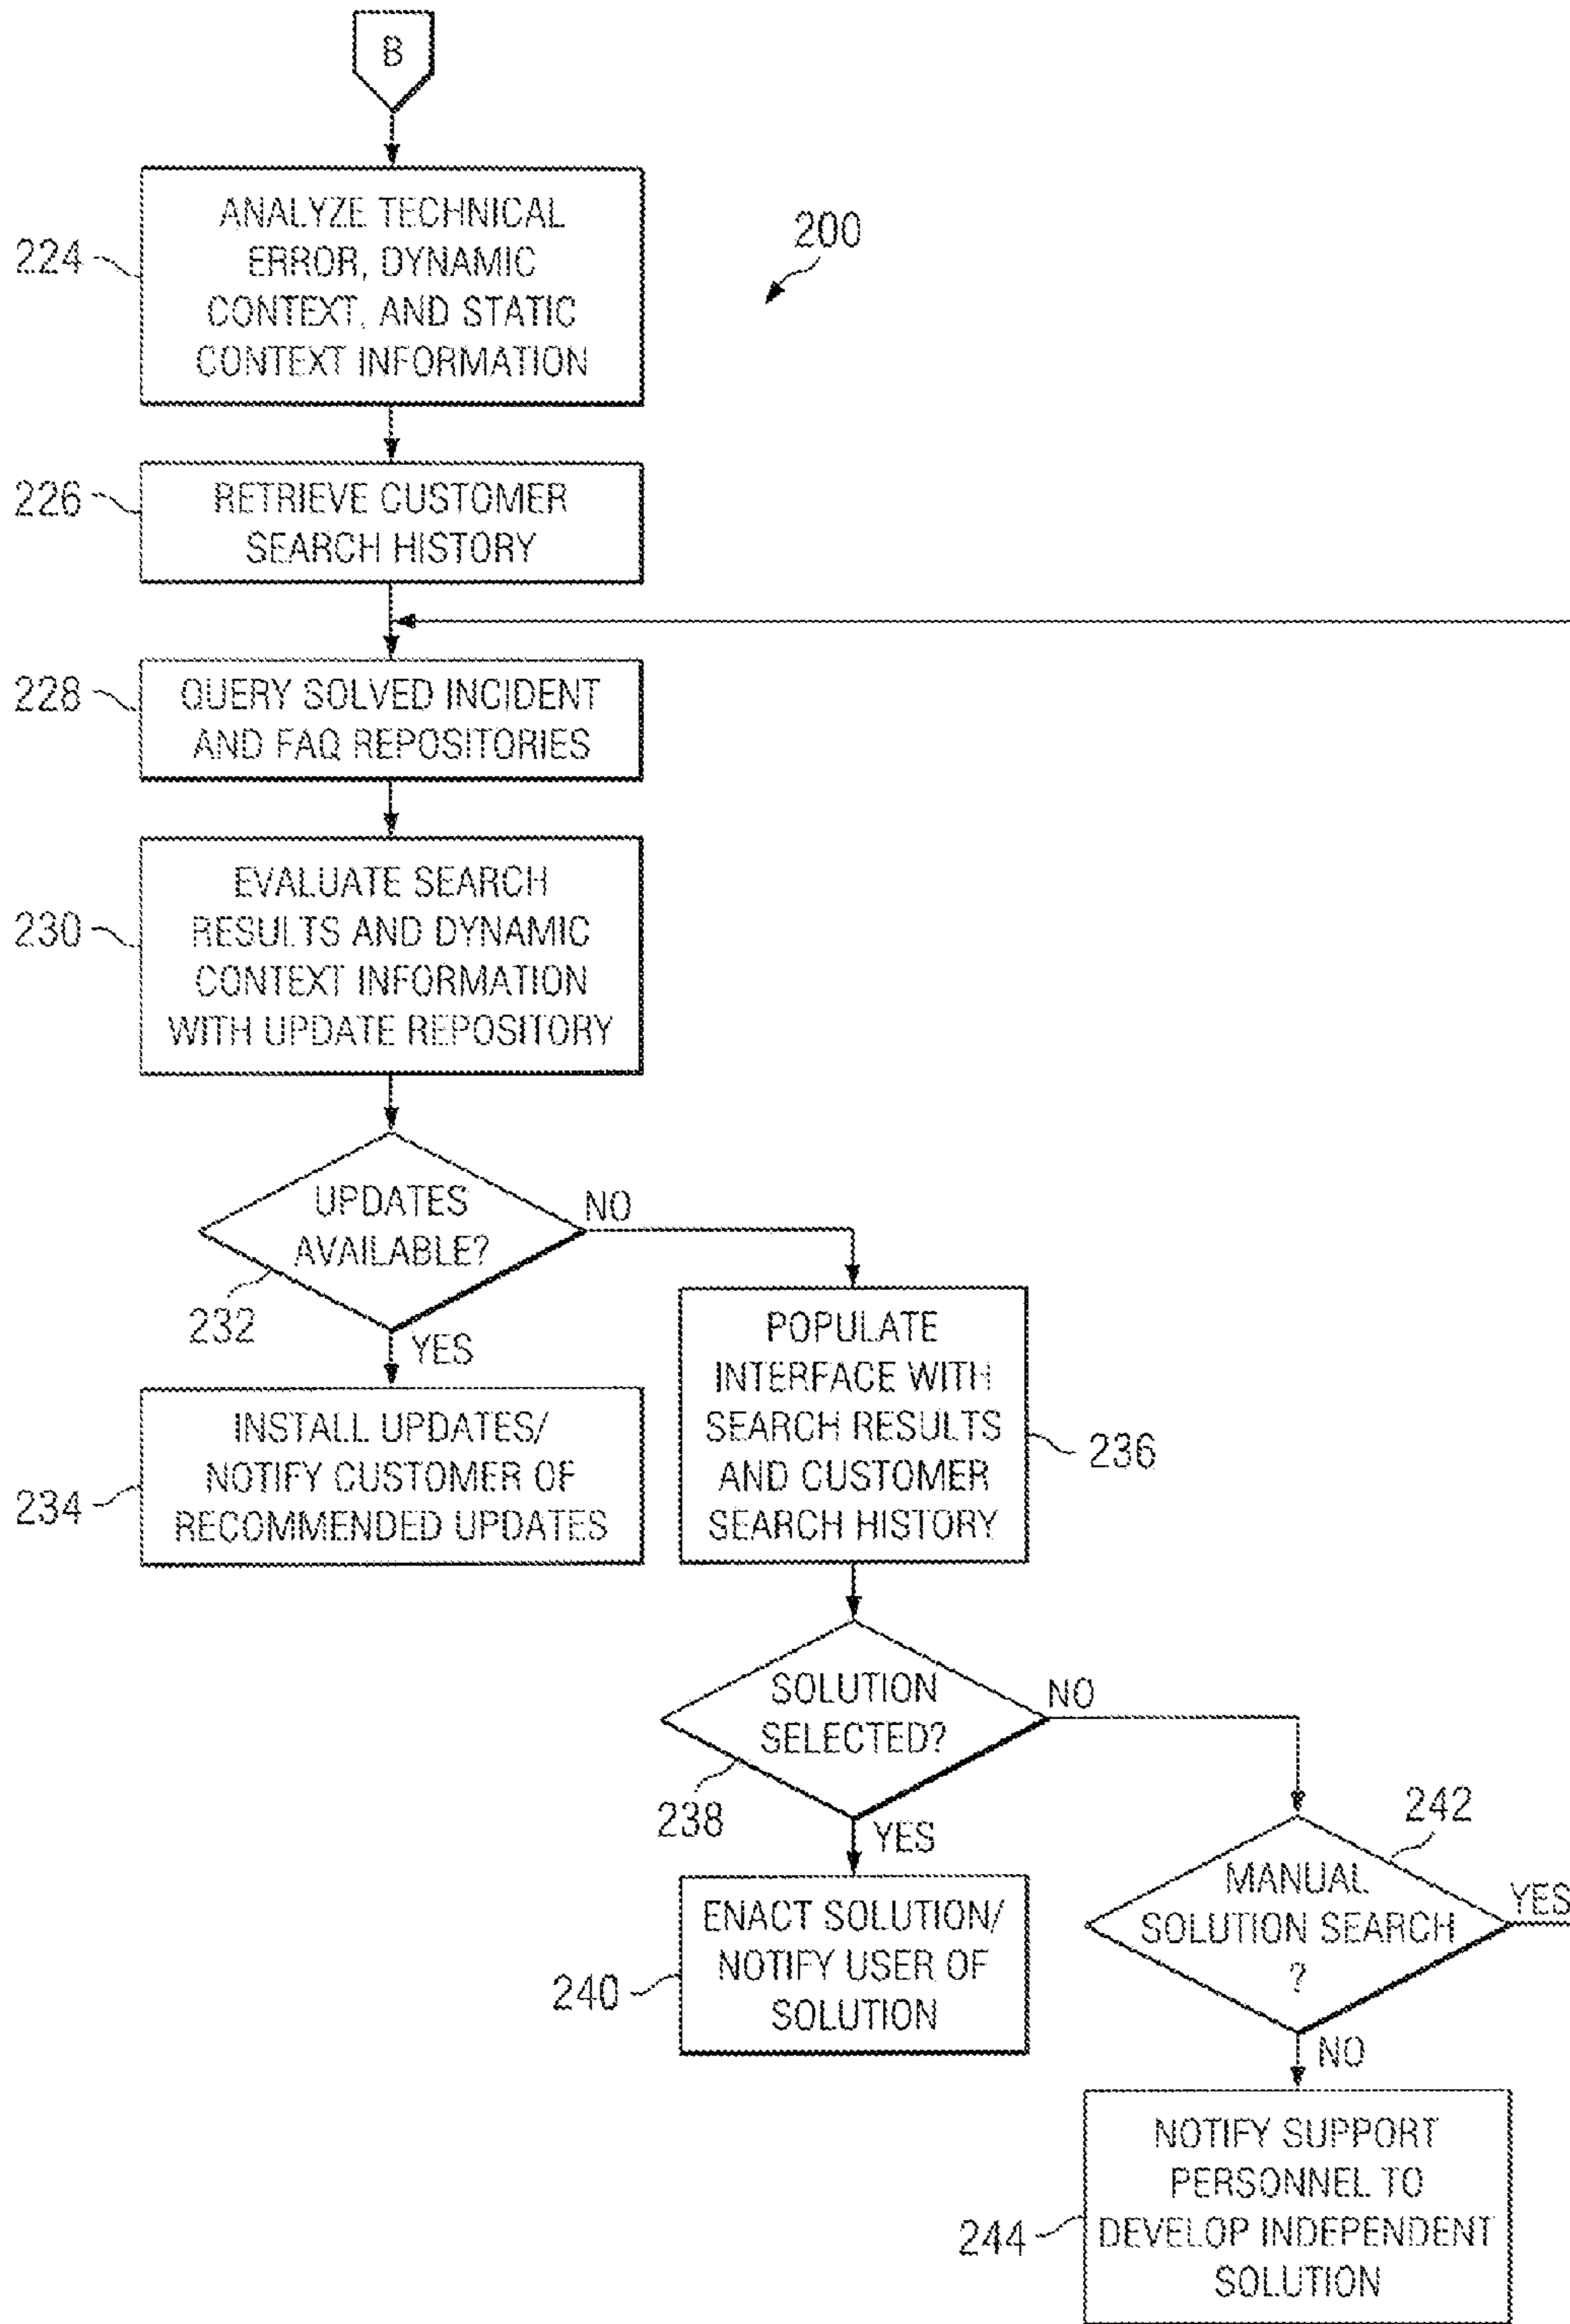 B
ANALYZE TECHNICAL
ERROR, DYNAMIC
CONTEXT, AND STATIC
CONTEXT INFORMATION
224
200
RETRIEVE CUSTOMER
SEARCH HISTORY
226
QUERY SOLVED INCIDENT
AND FAQ REPOSITORIES
228
EVALUATE SEARCH
RESULTS AND DYNAMIC
CONTEXT INFORMATION
WITH UPDATE REPOSITORY
230
UPDATES
AVAILABLE?
NO
232
YES
INSTALL UPDATES/
NOTIFY CUSTOMER OF
RECOMMENDED UPDATES
234
POPULATE
INTERFACE WITH
SEARCH RESULTS
AND CUSTOMER
SEARCH HISTORY
236
SOLUTION
SELECTED?
NO
238
YES
ENACT SOLUTION/
NOTIFY USER OF
SOLUTION
240
242
MANUAL
SOLUTION SEARCH
?
YES
NO
NOTIFY SUPPORT
PERSONNEL TO
DEVELOP INDEPENDENT
SOLUTION
244